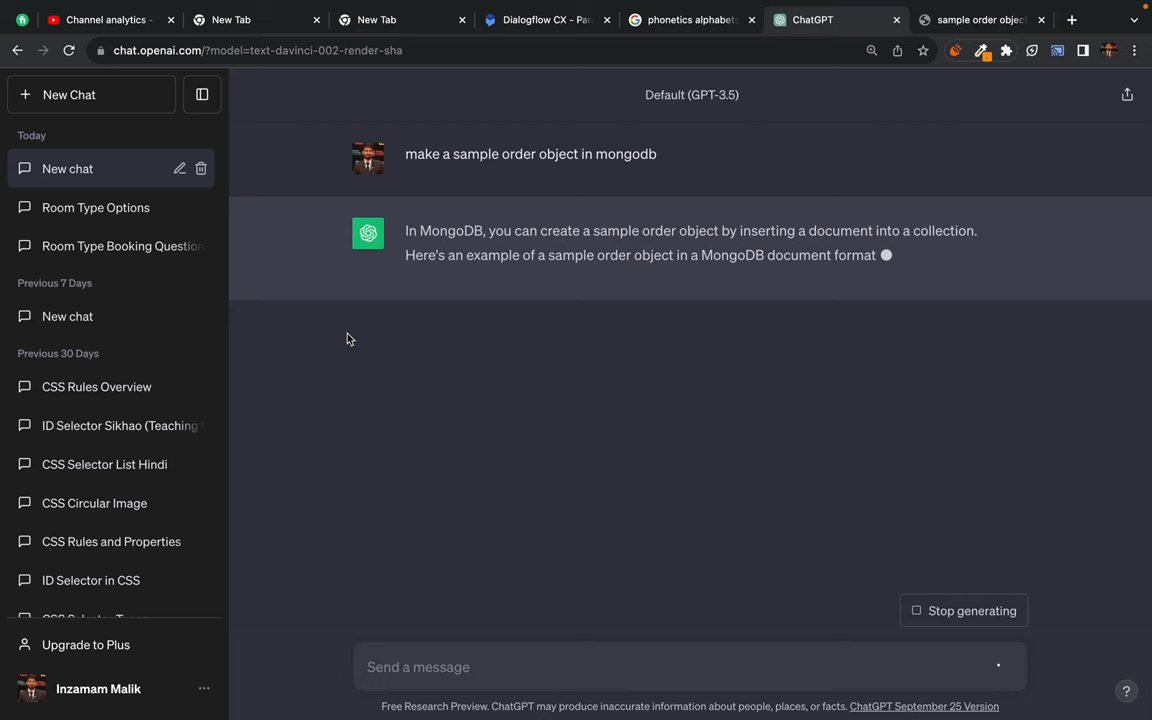 Channel analytics -
New Tab
New Tab
Dialogflow CX - Par
phonetics alphabets
ChatGPT
sample order object
chat.openai.com/?model=text-davinci-002-render-sha
New Chat
Default (GPT-3.5)
Today
New chat
Room Type Options
Room Type Booking Question
Previous 7 Days
New chat
Previous 30 Days
CSS Rules Overview
ID Selector Sikhao (Teaching
CSS Selector List Hindi
CSS Circular Image
CSS Rules and Properties
ID Selector in CSS
Upgrade to Plus
Inzamam Malik
make a sample order object in mongodb
In MongoDB, you can create a sample order object by inserting a document into a collection.
Here's an example of a sample order object in a MongoDB document format
Stop generating
Send a message
Free Research Preview. ChatGPT may produce inaccurate information about people, places, or facts. ChatGPT September 25 Version
?